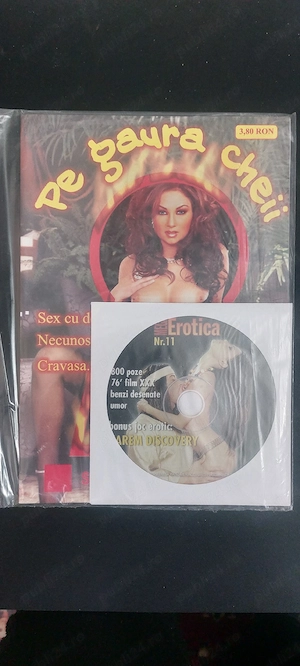 Pe gaura cheii
3,80 RON
Sex cu d
Necunos
Cravasa.
Erotica
Nr.11
300 poze
76' film XXX
benzi desenate
umor
bonus joc erotic:
AREM DISCOVERY